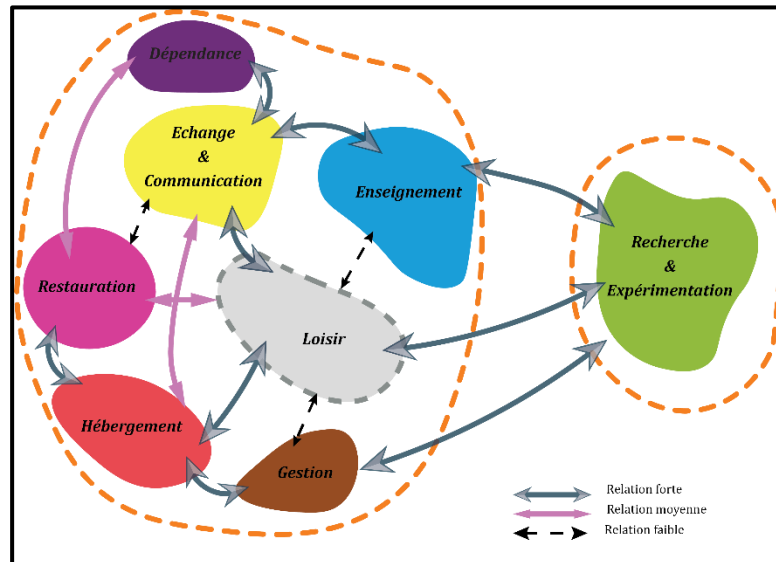 Dépendance
Echange
&
Communication
Enseignement
Recherche
&
Expérimentation
Restauration
Loisir
Hébergement
Gestion
Relation forte
Relation moyenne
Relation faible